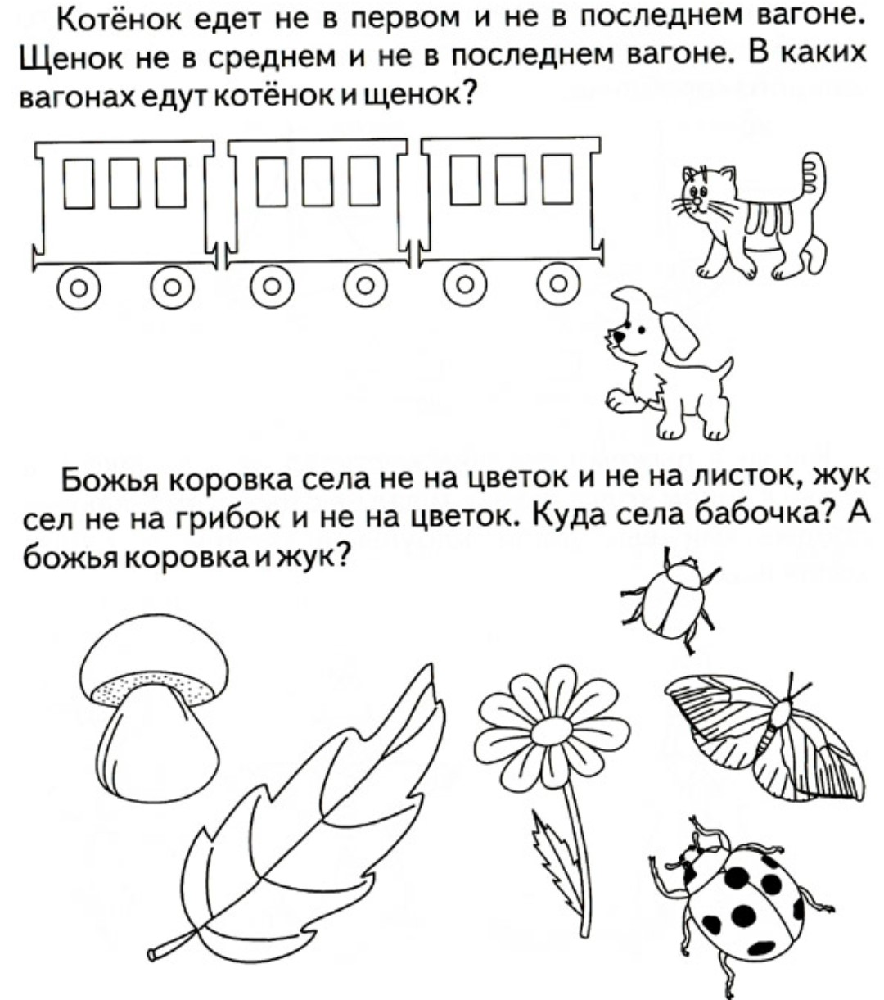 Котёнок едет не в первом и не в последнем вагоне.
Щенок не в среднем и не в последнем вагоне. В каких
вагонах едут котёнок и щенок?
Божья коровка села не на цветок и не на листок, жук
сел не на грибок и не на цветок. Куда села бабочка? А
божья коровка и жук?